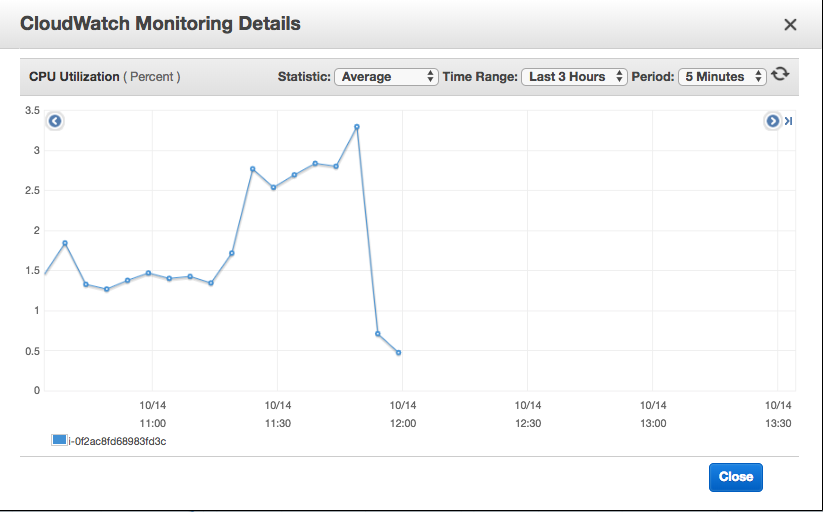 CloudWatch Monitoring Details
CPU Utilization ( Percent ) Statistic: Average Time Range: Last 3 Hours Period: 5 Minutes
3.5
3
2.5
2
1.5
1
0.5
0
10/14 10/14 10/14 10/14 10/14 10/14
11:00 11:30 12:00 12:30 13:00 13:30
i-0f2ac8fd68983fd3c
Close